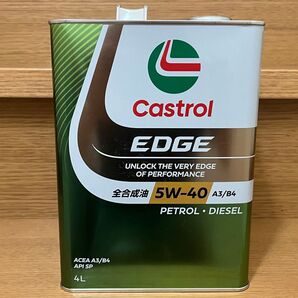 Castrol
EDGE
UNLOCK THE VERY EDGE
OF PERFORMANCE
全合成油 5W-40 A3/B4
PETROL • DIESEL
ACEA A3/B4
API SP
4L